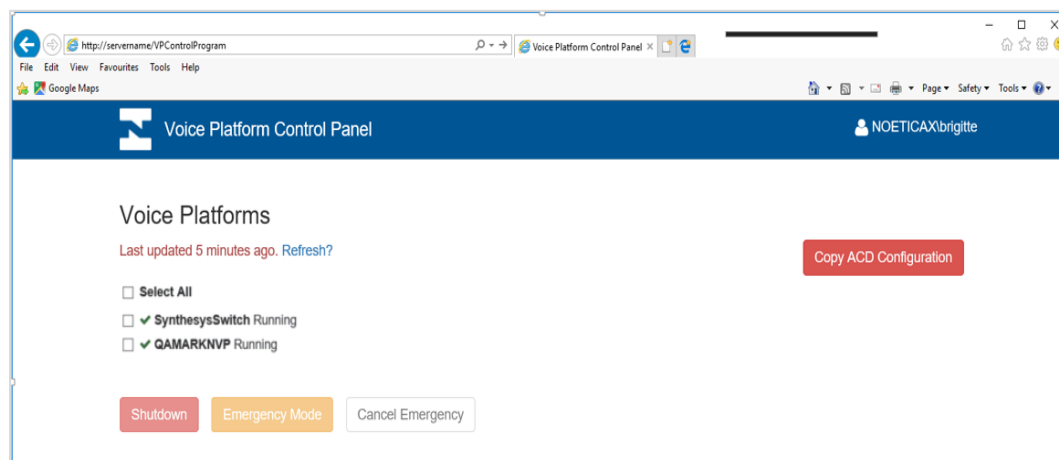 http://servername/VPControlProgram
Voice Platform Control Panel
File Edit View Favourites Tools Help
Google Maps
Page Safety Tools
Voice Platform Control Panel
NOETICAX\brigitte
Voice Platforms
Last updated 5 minutes ago. Refresh?
Copy ACD Configuration
Select All
SynthesysSwitch Running
QAMARKNVP Running
Shutdown Emergency Mode Cancel Emergency